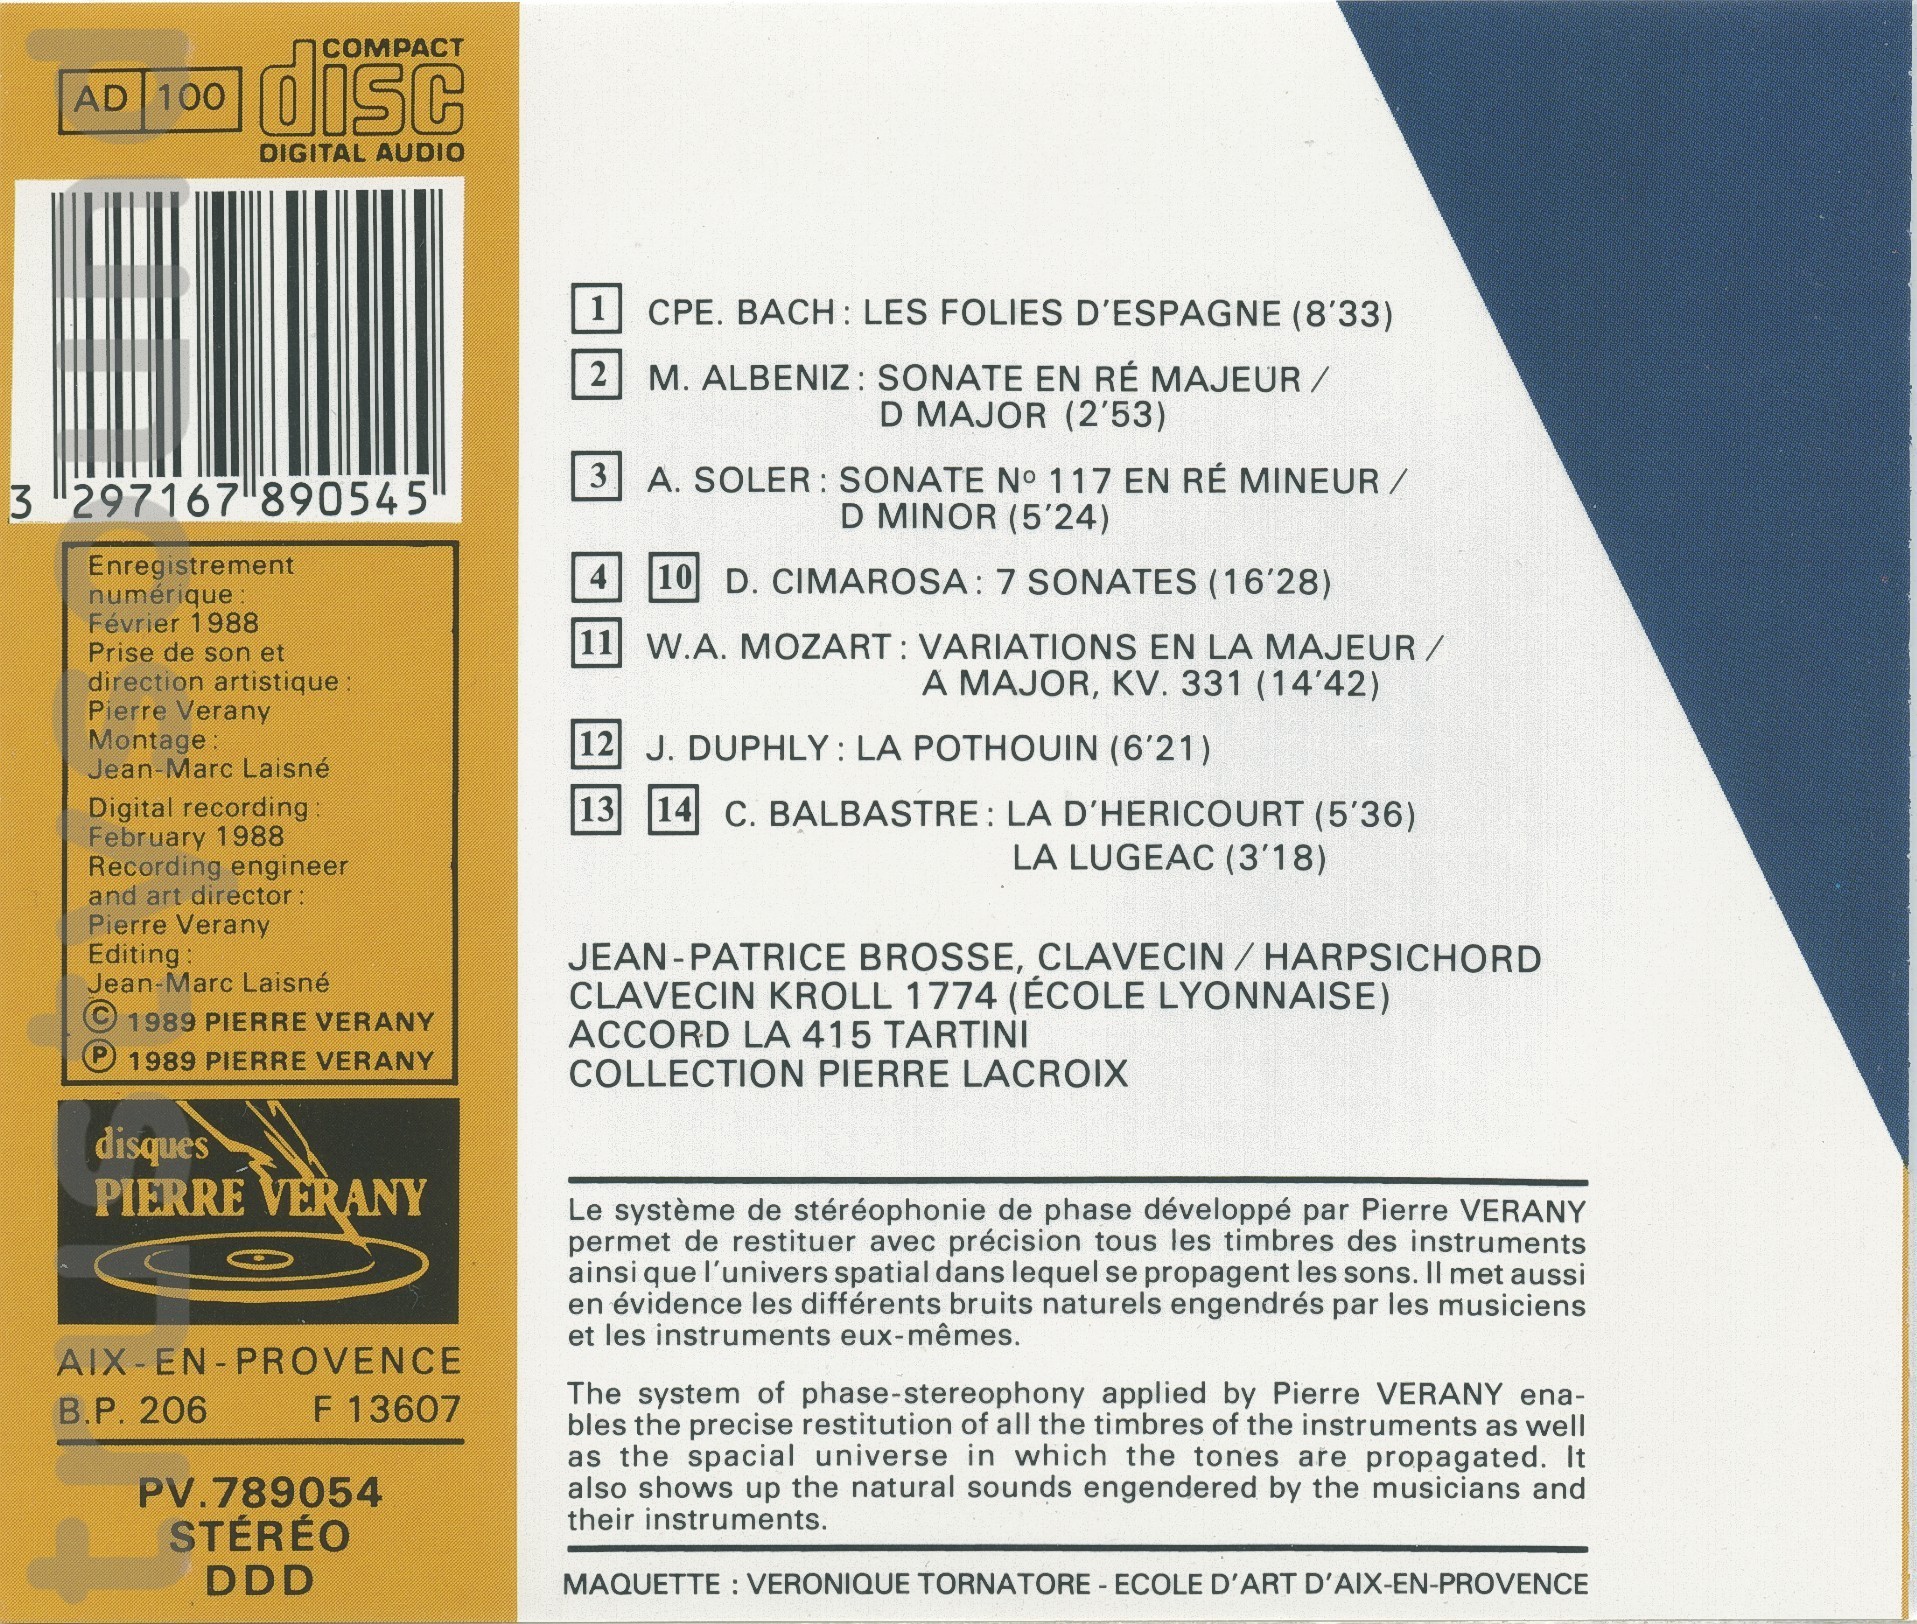 COMPACT
disc
DIGITAL AUDIO
AD 100
3 297167 890545
Enregistrement
numérique :
Février 1988
Prise de son et
direction artistique :
Pierre Verany
Montage :
Jean-Marc Laisné
Digital recording :
February 1988
Recording engineer
and art director :
Pierre Verany
Editing :
Jean-Marc Laisné
© 1989 PIERRE VERANY
℗ 1989 PIERRE VERANY
disques
PIERRE VERANY
AIX-EN-PROVENCE
B.P. 206 F 13607
PV.789054
STÉRÉO
DDD
1 CPE. BACH : LES FOLIES D'ESPAGNE (8'33)
2 M. ALBENIZ : SONATE EN RÉ MAJEUR /
D MAJOR (2'53)
3 A. SOLER : SONATE Nº 117 EN RÉ MINEUR /
D MINOR (5'24)
4 10 D. CIMAROSA : 7 SONATES (16'28)
11 W.A. MOZART : VARIATIONS EN LA MAJEUR /
A MAJOR, KV. 331 (14'42)
12 J. DUPHLY : LA POTHOUIN (6'21)
13 14 C. BALBASTRE : LA D'HERICOURT (5'36)
LA LUGEAC (3'18)
JEAN-PATRICE BROSSE, CLAVECIN / HARPSICHORD
CLAVECIN KROLL 1774 (ÉCOLE LYONNAISE)
ACCORD LA 415 TARTINI
COLLECTION PIERRE LACROIX
Le système de stéréophonie de phase développé par Pierre VERANY
permet de restituer avec précision tous les timbres des instruments
ainsi que l'univers spatial dans lequel se propagent les sons. Il met aussi
en évidence les différents bruits naturels engendrés par les musiciens
et les instruments eux-mêmes.
The system of phase-stereophony applied by Pierre VERANY ena-
bles the precise restitution of all the timbres of the instruments as well
as the spacial universe in which the tones are propagated. It
also shows up the natural sounds engendered by the musicians and
their instruments.
MAQUETTE : VERONIQUE TORNATORE - ECOLE D'ART D'AIX-EN-PROVENCE